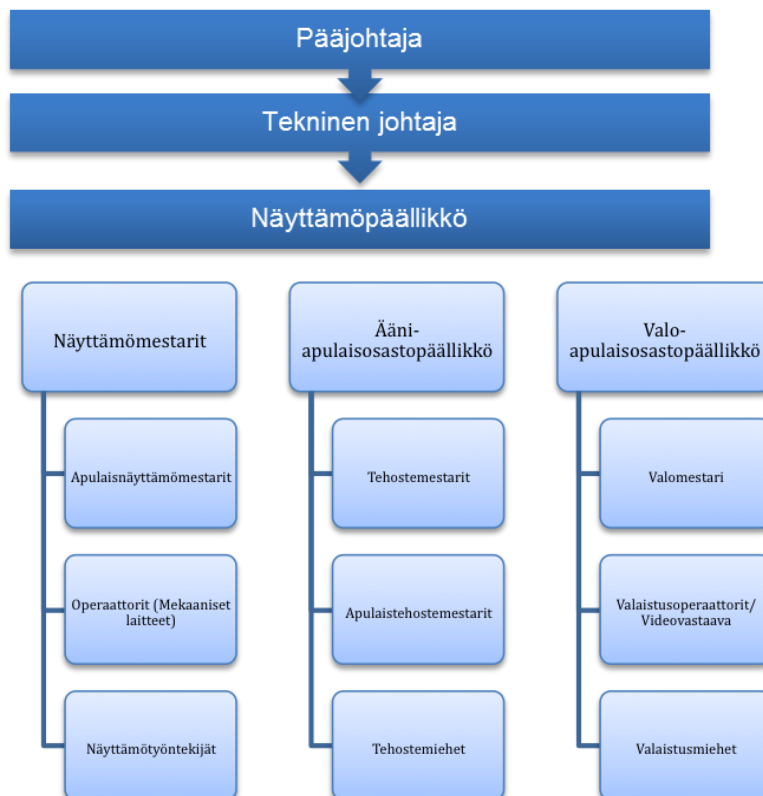 Pääjohtaja
Tekninen johtaja
Näyttämöpäällikkö
Näyttämömestarit
Apulaisnäyttämömestarit
Operaattorit (Mekaaniset
laitteet)
Näyttämötyöntekijät
Ääni-
apulaisosastopäällikkö
Tehostemestarit
Apulaistehostemestarit
Tehostemiehet
Valo-
apulaisosastopäällikkö
Valomestari
Valaistusoperaattorit/
Videovastaava
Valaistusmiehet